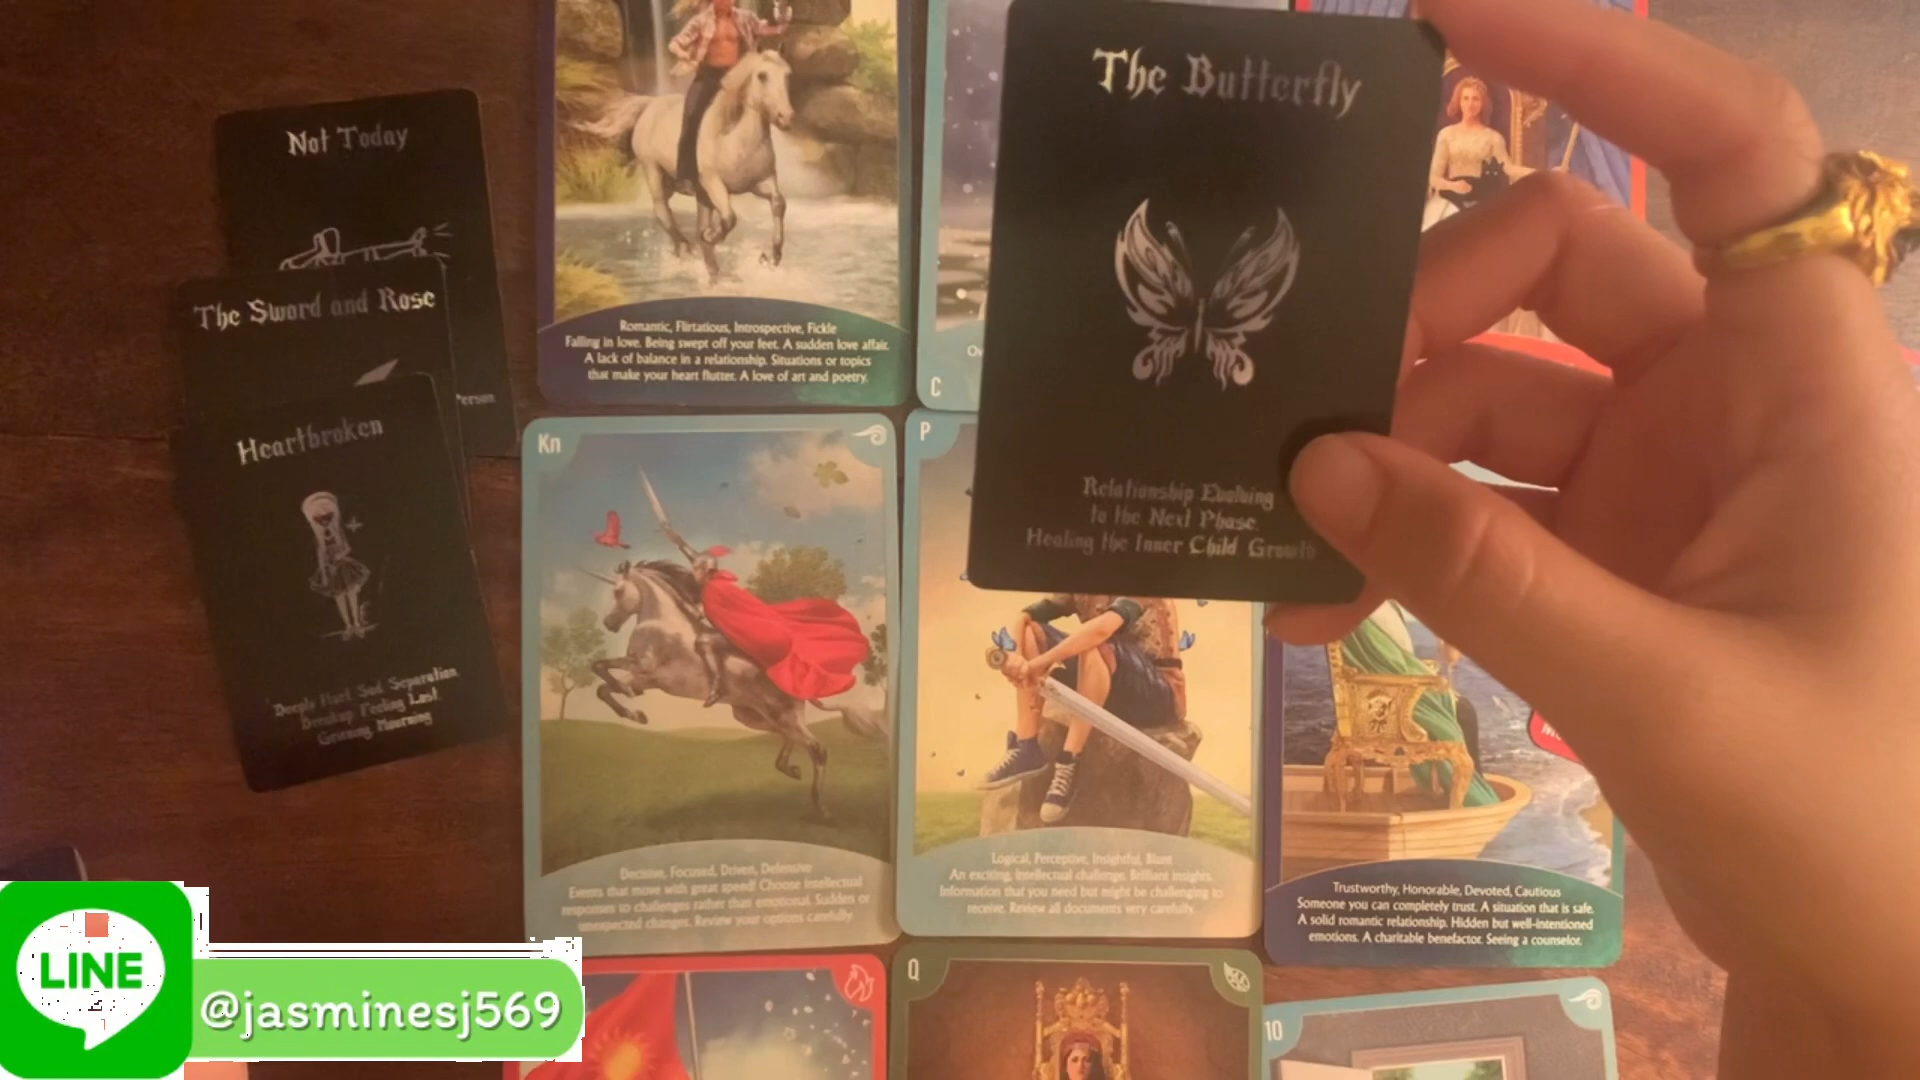 Not Today
Person
The Sword and Rose
Heartbroken
Deeply Hurt, Sad, Separation
Breakup, Feeling Lost
Grieving, Mourning
Romantic, Flirtatious, Introspective, Fickle
Falling in love. Being swept off your feet. A sudden love affair.
A lack of balance in a relationship. Situations or topics
that make your heart flutter. A love of art and poetry.
C
The Butterfly
Relationship Evolving
to the Next Phase
Healing the Inner Child Growth
Kn
Decisive, Focused, Driven, Defensive
Events that move with great speed! Choose intellectual
responses to challenges rather than emotional. Sudden or
unexpected changes. Review your options carefully.
P
Logical, Perceptive, Insightful, Blunt
An exciting, intellectual challenge. Brilliant insights.
Information that you need but might be challenging to
receive. Review all documents very carefully.
Trustworthy, Honorable, Devoted, Cautious
Someone you can completely trust. A situation that is safe.
A solid romantic relationship. Hidden but well-intentioned
emotions. A charitable benefactor. Seeing a counselor.
Q
10
LINE
@jasminesj569